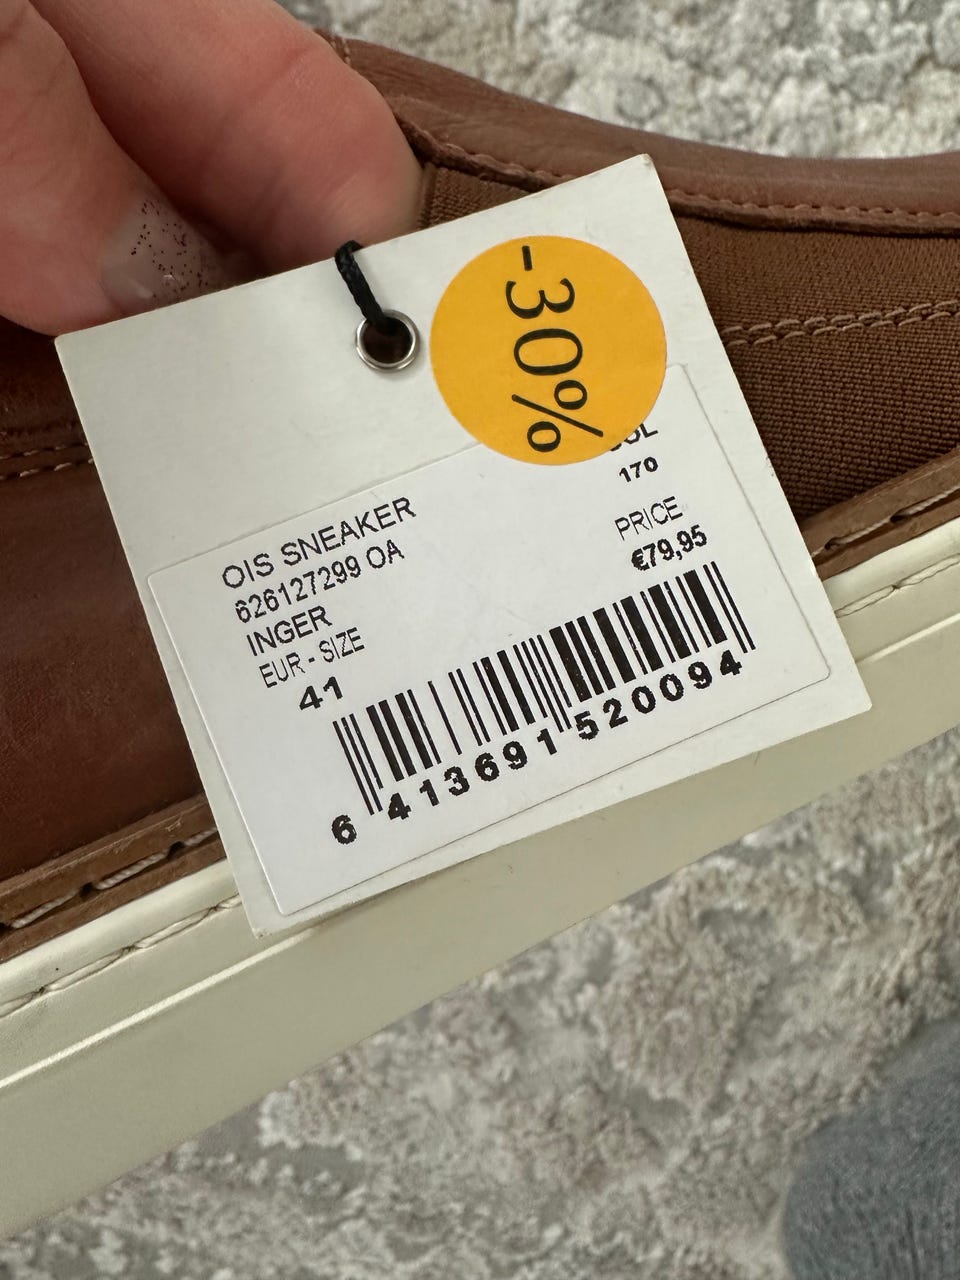 -30%
170
OIS SNEAKER
626127299 OA
INGER
EUR - SIZE
41
PRICE
€79,95
6 413691 520094